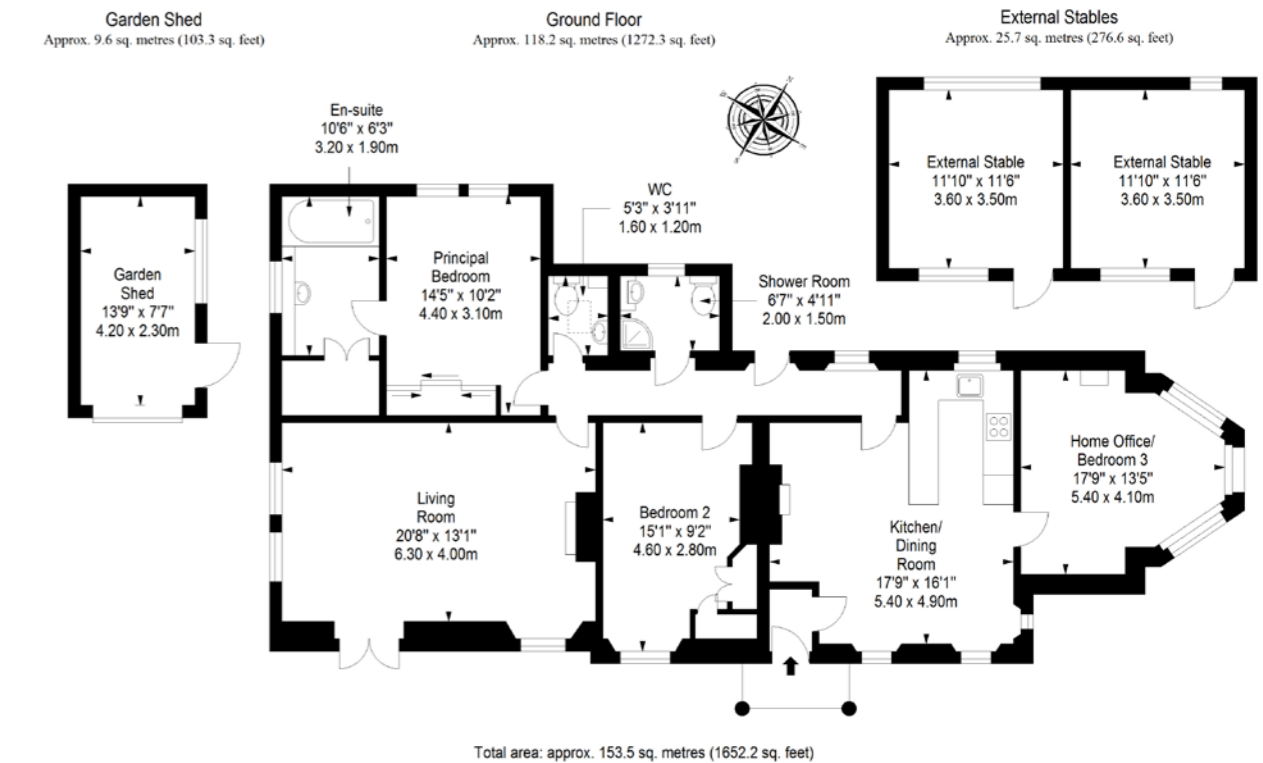 Garden Shed
Approx. 9.6 sq. metres (103.3 sq. feet)
Ground Floor
Approx. 118.2 sq. metres (1272.3 sq. feet)
External Stables
Approx. 25.7 sq. metres (276.6 sq. feet)
En-suite
10'6" x 6'3"
3.20 x 1.90m
WC
5'3" x 3'11"
1.60 x 1.20m
External Stable
11'10" x 11'6"
3.60 x 3.50m
External Stable
11'10" x 11'6"
3.60 x 3.50m
Garden
Shed
13'9" x 7'7"
4.20 x 2.30m
Principal
Bedroom
14'5" x 10'2"
4.40 x 3.10m
Shower Room
6'7" x 4'11"
2.00 x 1.50m
Living
Room
20'8" x 13'1"
6.30 x 4.00m
Bedroom 2
15'1" x 9'2"
4.60 x 2.80m
Kitchen/
Dining
Room
17'9" x 16'1"
5.40 x 4.90m
Home Office/
Bedroom 3
17'9" x 13'5"
5.40 x 4.10m
Total area: approx. 153.5 sq. metres (1652.2 sq. feet)